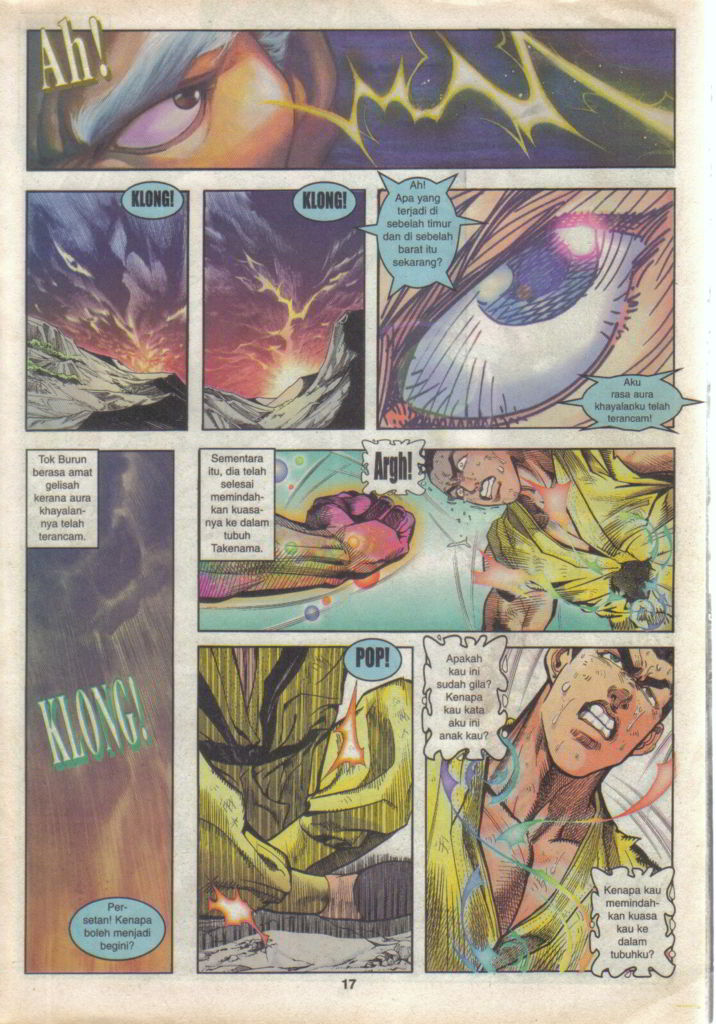 Ah!
KLONG!
KLONG!
Ah!
Apa yang
terjadi di
sebelah timur
dan di sebelah
barat itu
sekarang?
Aku
rasa aura
khayalanku telah
terancam!
Tok Burun
berasa amat
gelisah
kerana aura
khayalan-
nya telah
terancam.
KLONG!
Per-
setan! Kenapa
boleh menjadi
begini?
Sementara
itu, dia telah
selesai
memindah-
kan kuasa-
nya ke dalam
tubuh
Takenama.
Argh!
POP!
Apakah
kau ini
sudah gila?
Kenapa
kau kata
aku ini
anak kau?
Kenapa kau
memindah-
kan kuasa
kau ke
dalam
tubuhku?
17